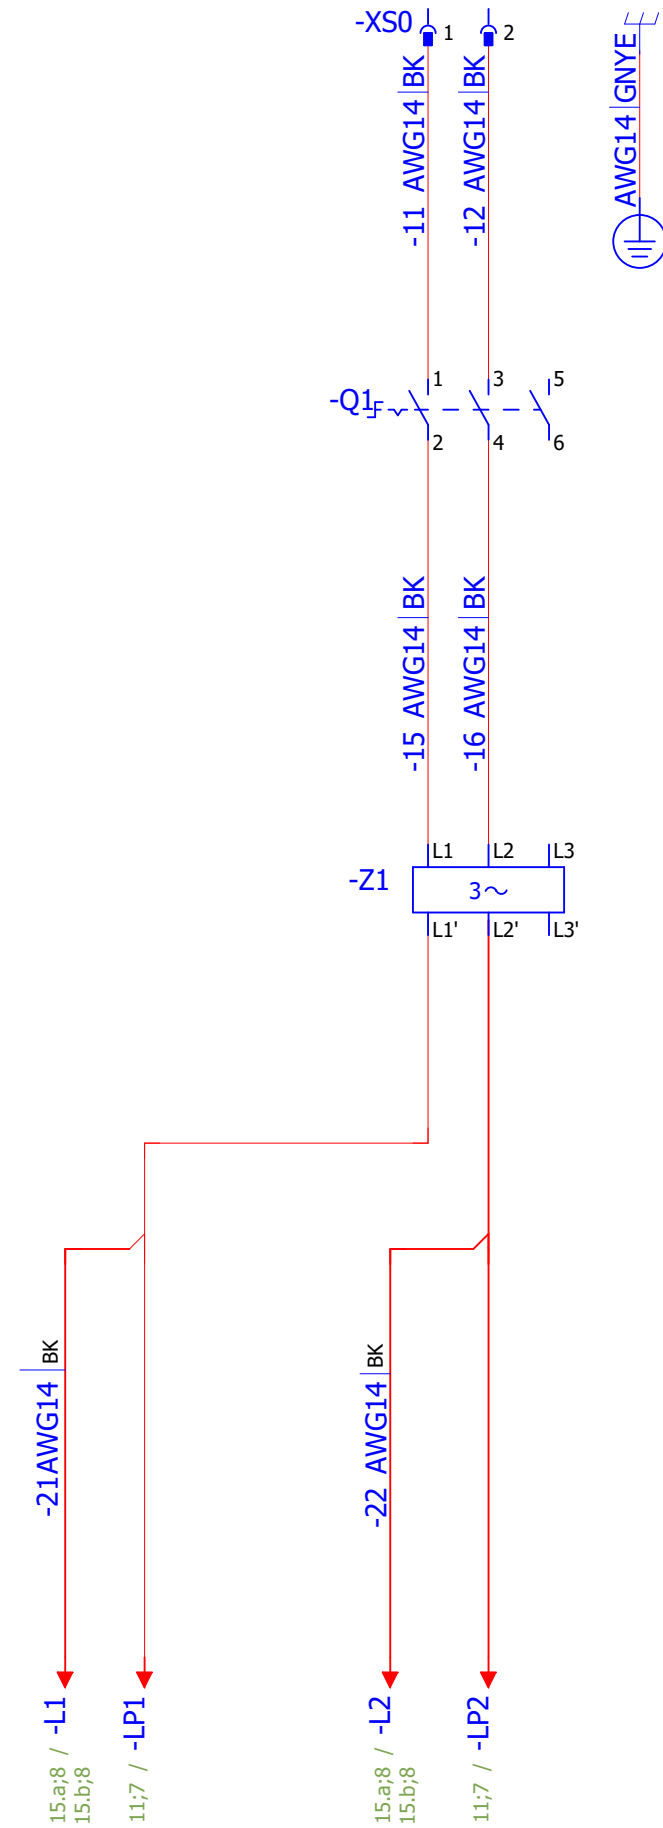 -XS0
1
2
-11 AWG14 BK
-12 AWG14 BK
AWG14 GNYE
-Q1
1
3
5
2
4
6
-15 AWG14 BK
-16 AWG14 BK
-Z1
L1
L2
L3
3~
L1'
L2'
L3'
-21AWG14 BK
-22 AWG14 BK
15.a;8 / -L1
15.b;8
11;7 / -LP1
15.a;8 / -L2
15.b;8
11;7 / -LP2